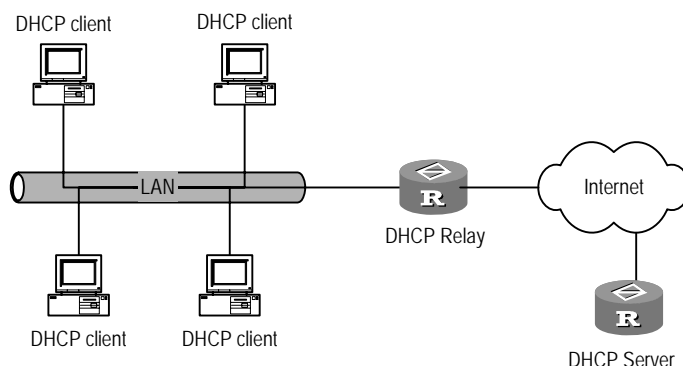 DHCP client
DHCP client
LAN
Internet
R
DHCP Relay
DHCP client
DHCP client
R
DHCP Server